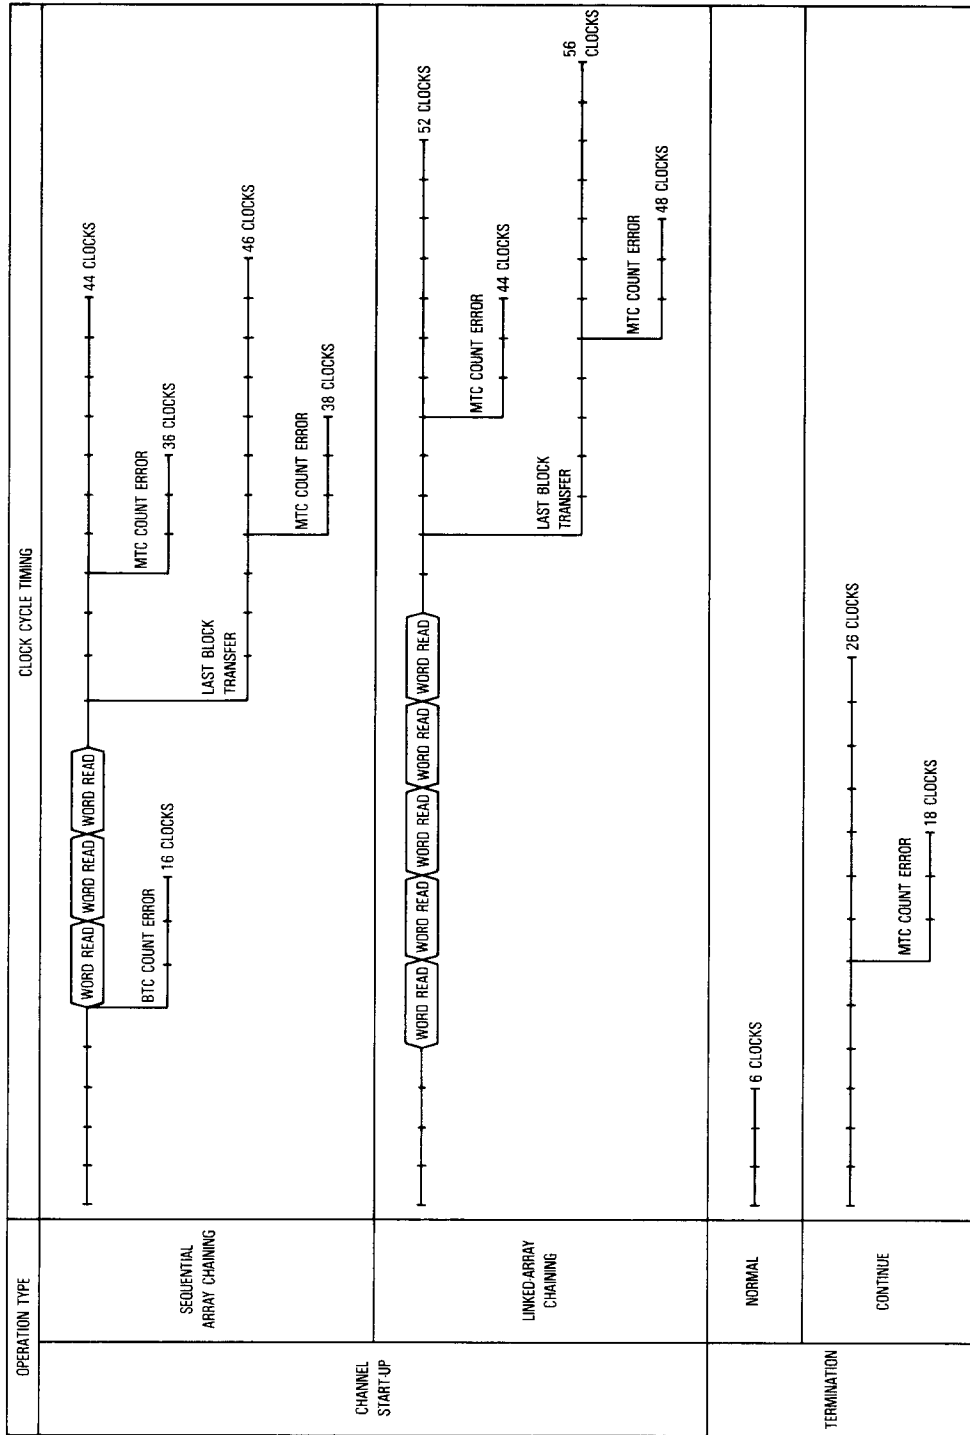 OPERATION TYPE
CLOCK CYCLE TIMING
CHANNEL
START-UP
SEQUENTIAL
ARRAY CHAINING
WORD READ
WORD READ
WORD READ
44 CLOCKS
BTC COUNT ERROR
16 CLOCKS
MTC COUNT ERROR
36 CLOCKS
LAST BLOCK
TRANSFER
46 CLOCKS
MTC COUNT ERROR
38 CLOCKS
LINKED-ARRAY
CHAINING
WORD READ
WORD READ
WORD READ
WORD READ
WORD READ
52 CLOCKS
MTC COUNT ERROR
44 CLOCKS
LAST BLOCK
TRANSFER
56
CLOCKS
MTC COUNT ERROR
48 CLOCKS
TERMINATION
NORMAL
6 CLOCKS
CONTINUE
26 CLOCKS
MTC COUNT ERROR
18 CLOCKS